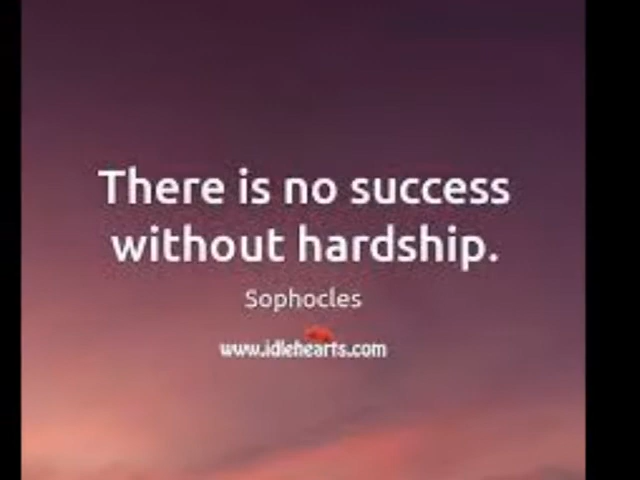 There is no success
without hardship.
Sophocles
www.idlehearts.com